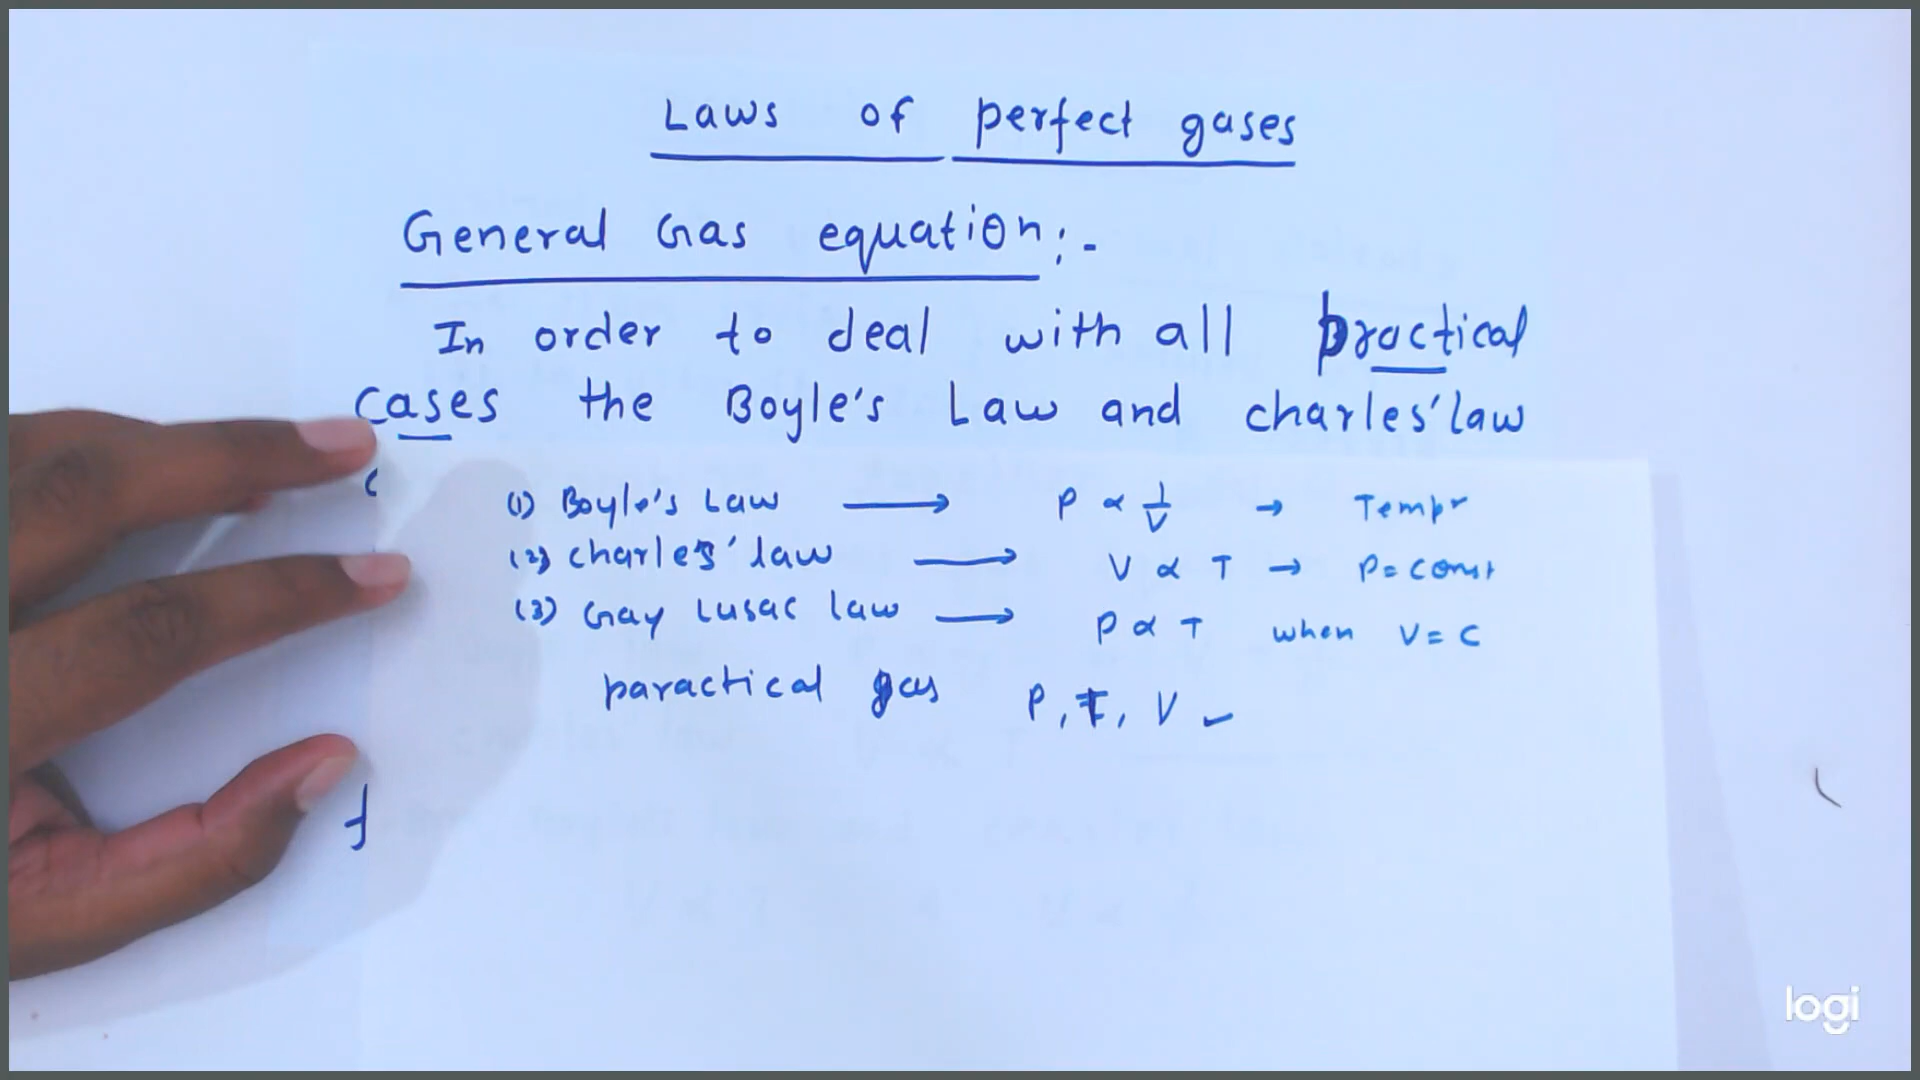 Laws of perfect gases
General Gas equation:-
In order to deal with all practical
cases the Boyle's Law and charles' law
(1) Boyle's Law → P ∝ 1/V → Tempr
(2) charles' law → V ∝ T → P = const
(3) Gay Lusac law → P ∝ T when V = C
paractical gas P, T, V
logi